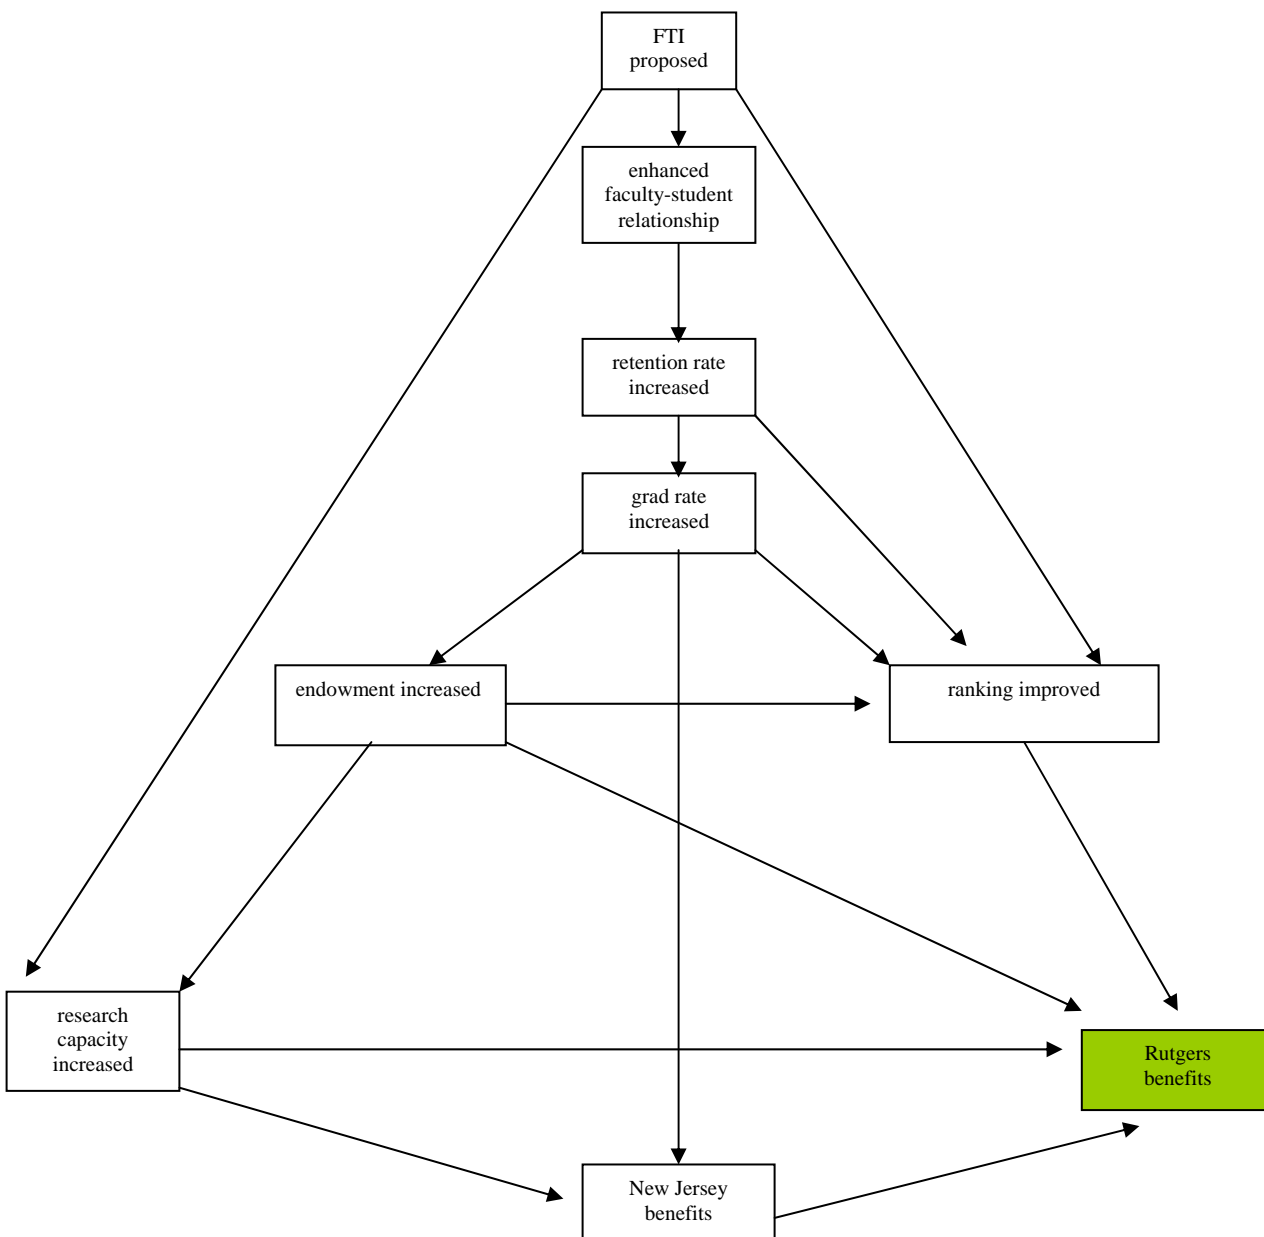 FTI
proposed
enhanced
faculty-student
relationship
retention rate
increased
grad rate
increased
endowment increased
ranking improved
research
capacity
increased
Rutgers
benefits
New Jersey
benefits